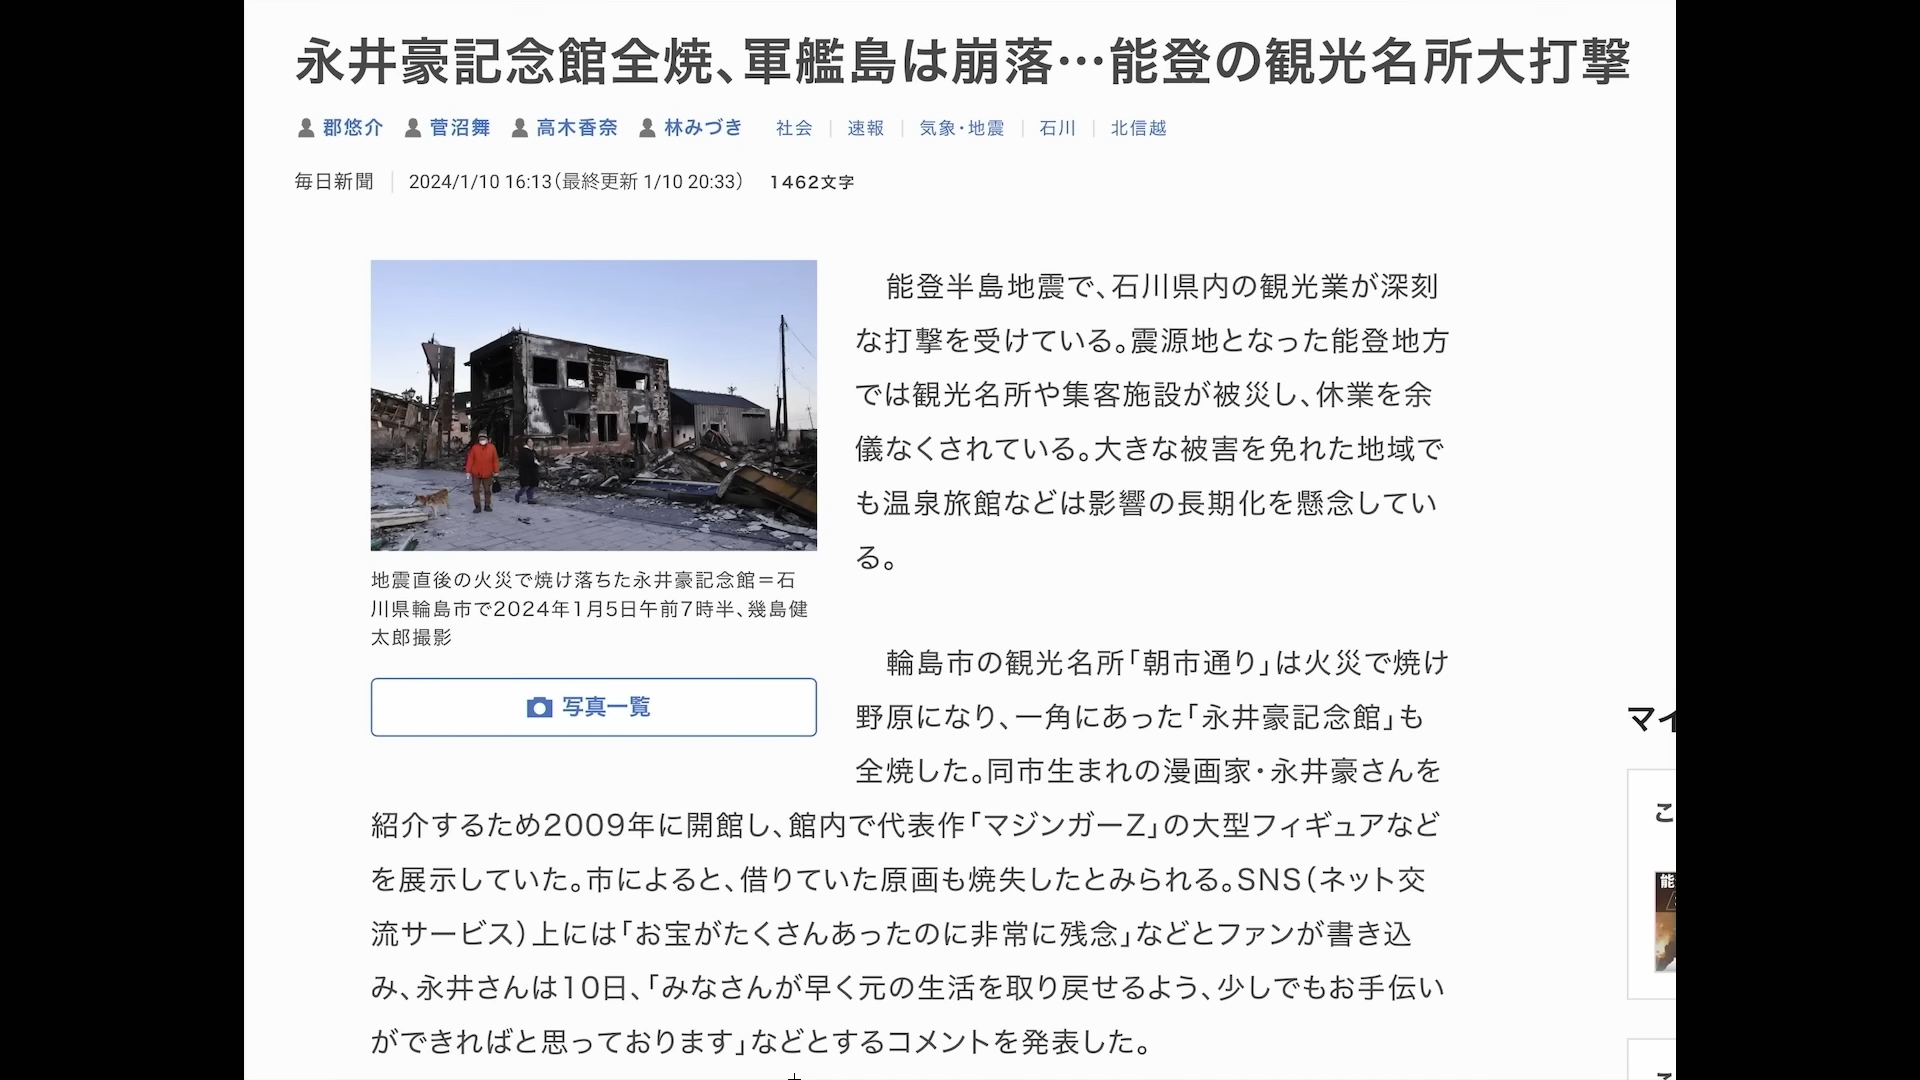 永井豪記念館全焼、軍艦島は崩落…能登の観光名所大打撃
郡悠介 菅沼舞 高木香奈 林みづき 社会 | 速報 | 気象・地震 | 石川 | 北信越
毎日新聞 | 2024/1/10 16:13(最終更新 1/10 20:33) 1462文字
能登半島地震で、石川県内の観光業が深刻
な打撃を受けている。震源地となった能登地方
では観光名所や集客施設が被災し、休業を余
儀なくされている。大きな被害を免れた地域で
も温泉旅館などは影響の長期化を懸念してい
る。
地震直後の火災で焼け落ちた永井豪記念館＝石
川県輪島市で2024年1月5日午前7時半、幾島健
太郎撮影
写真一覧
輪島市の観光名所「朝市通り」は火災で焼け
野原になり、一角にあった「永井豪記念館」も
全焼した。同市生まれの漫画家・永井豪さんを
紹介するため2009年に開館し、館内で代表作「マジンガーZ」の大型フィギュアなど
を展示していた。市によると、借りていた原画も焼失したとみられる。SNS(ネット交
流サービス)上には「お宝がたくさんあったのに非常に残念」などとファンが書き込
み、永井さんは10日、「みなさんが早く元の生活を取り戻せるよう、少しでもお手伝い
ができればと思っております」などとするコメントを発表した。
マイ
こ
能